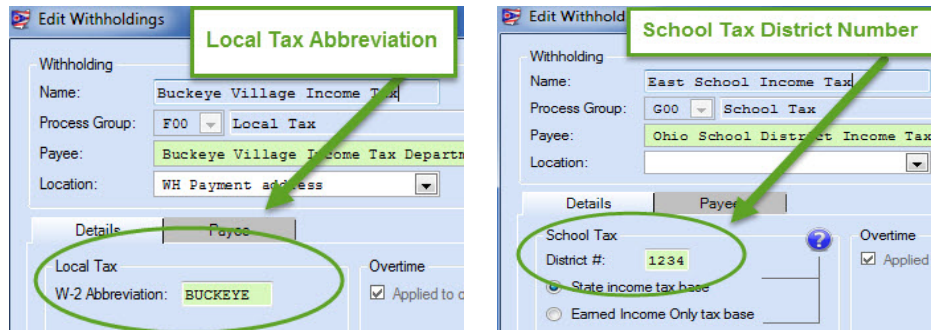 Edit Withholdings
Local Tax Abbreviation
Withholding
Name: Buckeye Village Income Tax
Process Group: F00 Local Tax
Payee: Buckeye Village Income Tax Departm
Location: WH Payment address
Details Payee
Local Tax
W-2 Abbreviation: BUCKEYE
Overtime
Applied to o
Edit Withhold
School Tax District Number
Withholding
Name: East School Income Tax
Process Group: G00 School Tax
Payee: Ohio School District Income Tax
Location:
Details Payee
School Tax
District #: 1234
State income tax base
Earned Income Only tax base
Overtime
Applied